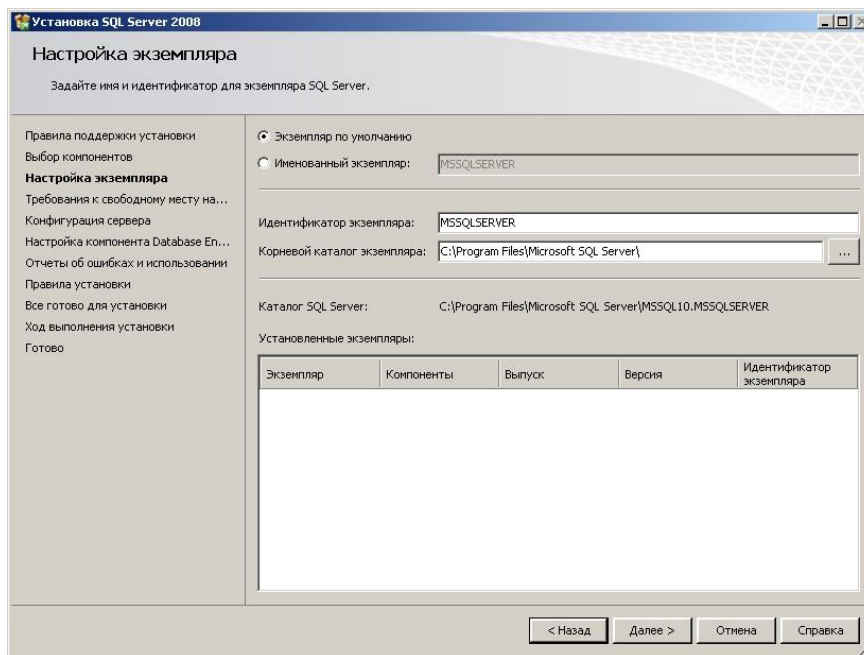 Установка SQL Server 2008
Настройка экземпляра
Задайте имя и идентификатор для экземпляра SQL Server.
Правила поддержки установки
Выбор компонентов
Настройка экземпляра
Требования к свободному месту на...
Конфигурация сервера
Настройка компонента Database En...
Отчеты об ошибках и использовании
Правила установки
Все готово для установки
Ход выполнения установки
Готово
Экземпляр по умолчанию
Именованный экземпляр: MSSQLSERVER
Идентификатор экземпляра: MSSQLSERVER
Корневой каталог экземпляра: C:\Program Files\Microsoft SQL Server\ ...
Каталог SQL Server: C:\Program Files\Microsoft SQL Server\MSSQL10.MSSQLSERVER
Установленные экземпляры:
Экземпляр Компоненты Выпуск Версия Идентификатор экземпляра
< Назад Далее > Отмена Справка